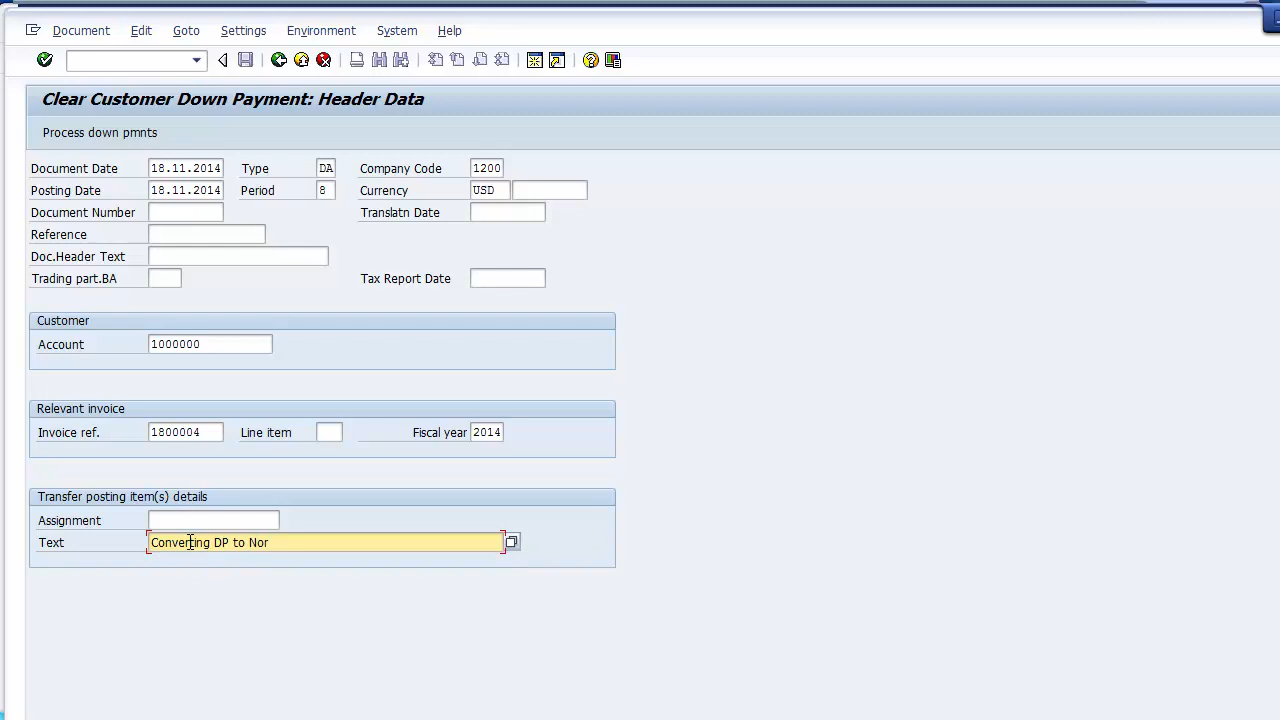 Document Edit Goto Settings Environment System Help
Clear Customer Down Payment: Header Data
Process down pmnts
Document Date 18.11.2014 Type DA Company Code 1200
Posting Date 18.11.2014 Period 8 Currency USD
Document Number Translatn Date
Reference
Doc.Header Text
Trading part.BA Tax Report Date
Customer
Account 1000000
Relevant invoice
Invoice ref. 1800004 Line item Fiscal year 2014
Transfer posting item(s) details
Assignment
Text Converting DP to Nor